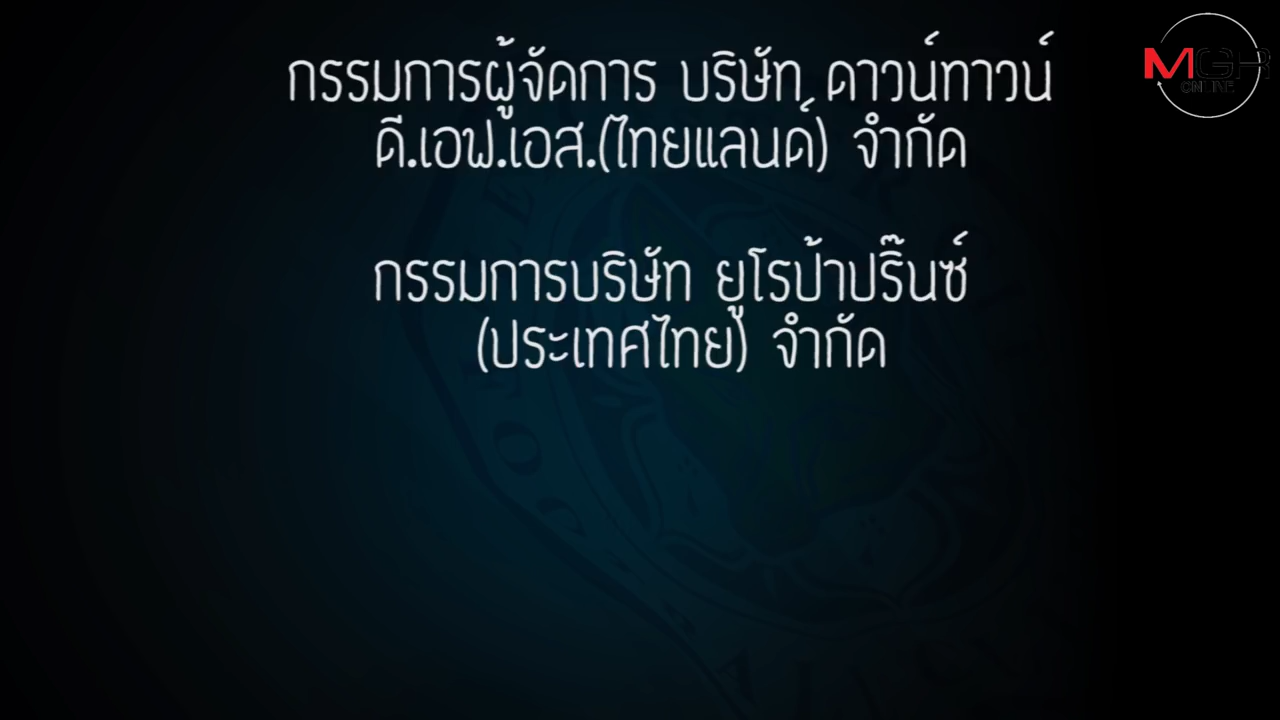 กรรมการผู้จัดการ บริษัท ดาวน์ทาวน์
ดี.เอฟ.เอส.(ไทยแลนด์) จำกัด
กรรมการบริษัท ยูโรป้าปริ๊นซ์
(ประเทศไทย) จำกัด
MGR
ONLINE